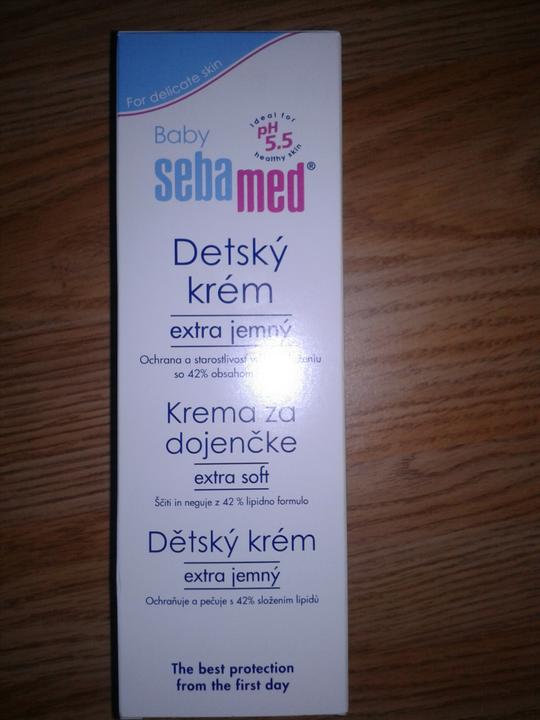 For delicate skin
Baby
Ideal for
pH
5.5
healthy skin
sebamed®
Detský
krém
extra jemný
Ochrana a starostlivosť
so 42% obsahom
Krema za
dojenčke
extra soft
Ščiti in neguje z 42 % lipidno formulo
Dětský krém
extra jemný
Ochraňuje a pečuje s 42% složením lipidů
The best protection
from the first day